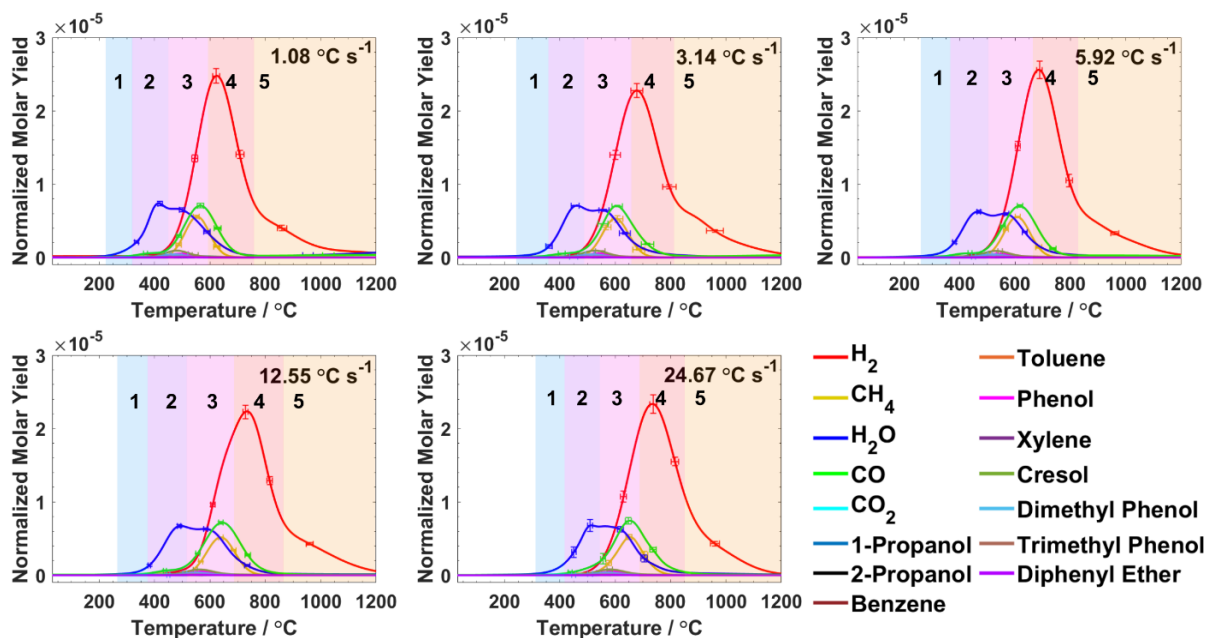 ×10⁻⁵
3
2
1
0
Normalized Molar Yield
1.08 °C s⁻¹
1 2 3 4 5
200 400 600 800 1000 1200
Temperature / °C
×10⁻⁵
3
2
1
0
Normalized Molar Yield
3.14 °C s⁻¹
1 2 3 4 5
200 400 600 800 1000 1200
Temperature / °C
×10⁻⁵
3
2
1
0
Normalized Molar Yield
5.92 °C s⁻¹
1 2 3 4 5
200 400 600 800 1000 1200
Temperature / °C
×10⁻⁵
3
2
1
0
Normalized Molar Yield
12.55 °C s⁻¹
1 2 3 4 5
200 400 600 800 1000 1200
Temperature / °C
×10⁻⁵
3
2
1
0
Normalized Molar Yield
24.67 °C s⁻¹
1 2 3 4 5
200 400 600 800 1000 1200
Temperature / °C
H₂
CH₄
H₂O
CO
CO₂
1-Propanol
2-Propanol
Benzene
Toluene
Phenol
Xylene
Cresol
Dimethyl Phenol
Trimethyl Phenol
Diphenyl Ether